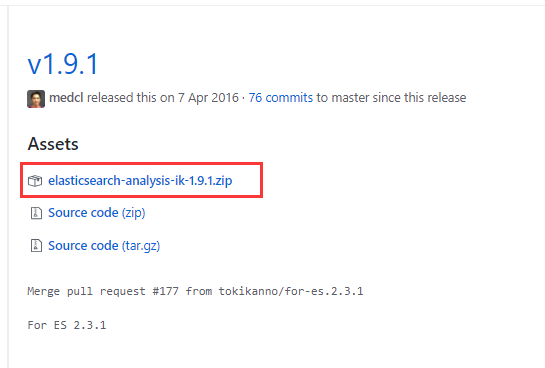 v1.9.1
medcl released this on 7 Apr 2016 · 76 commits to master since this release
Assets
elasticsearch-analysis-ik-1.9.1.zip
Source code (zip)
Source code (tar.gz)
Merge pull request #177 from tokikanno/for-es.2.3.1
For ES 2.3.1